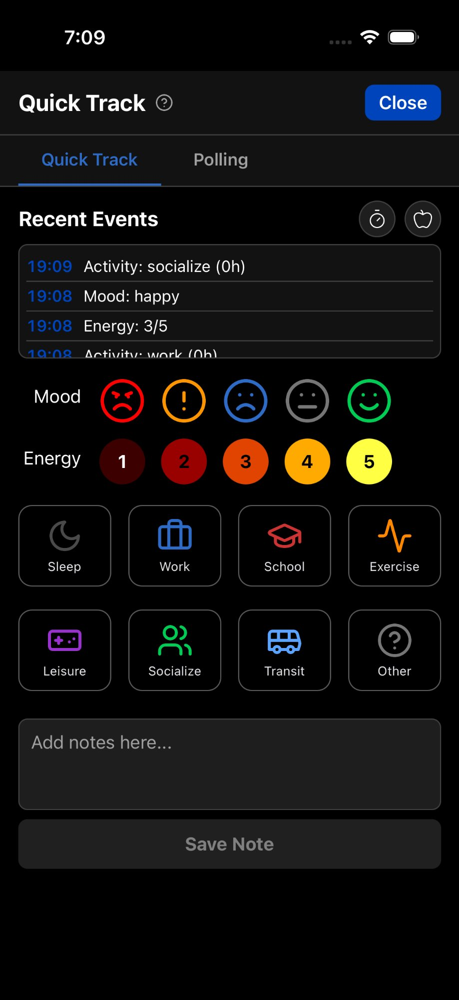 7:09
Quick Track
Close
Quick Track Polling
Recent Events
19:09 Activity: socialize (0h)
19:08 Mood: happy
19:08 Energy: 3/5
19:08 Activity: work (0h)
Mood
Energy 1 2 3 4 5
Sleep Work School Exercise
Leisure Socialize Transit Other
Add notes here...
Save Note